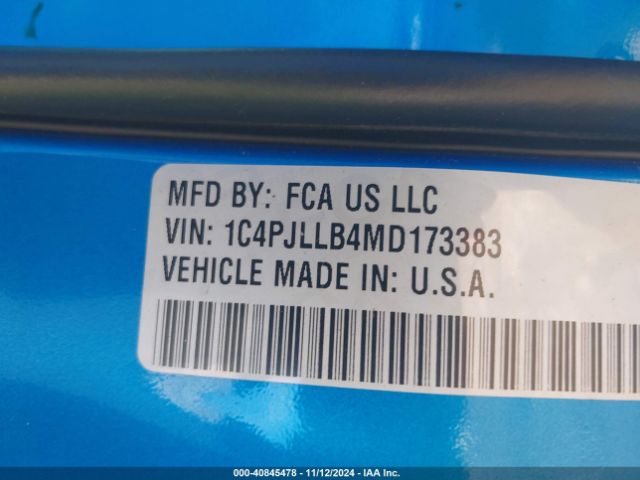 MFD BY: FCA US LLC
VIN: 1C4PJLLB4MD173383
VEHICLE MADE IN: U.S.A.
000-40845478 - 11/12/2024 - IAA Inc.